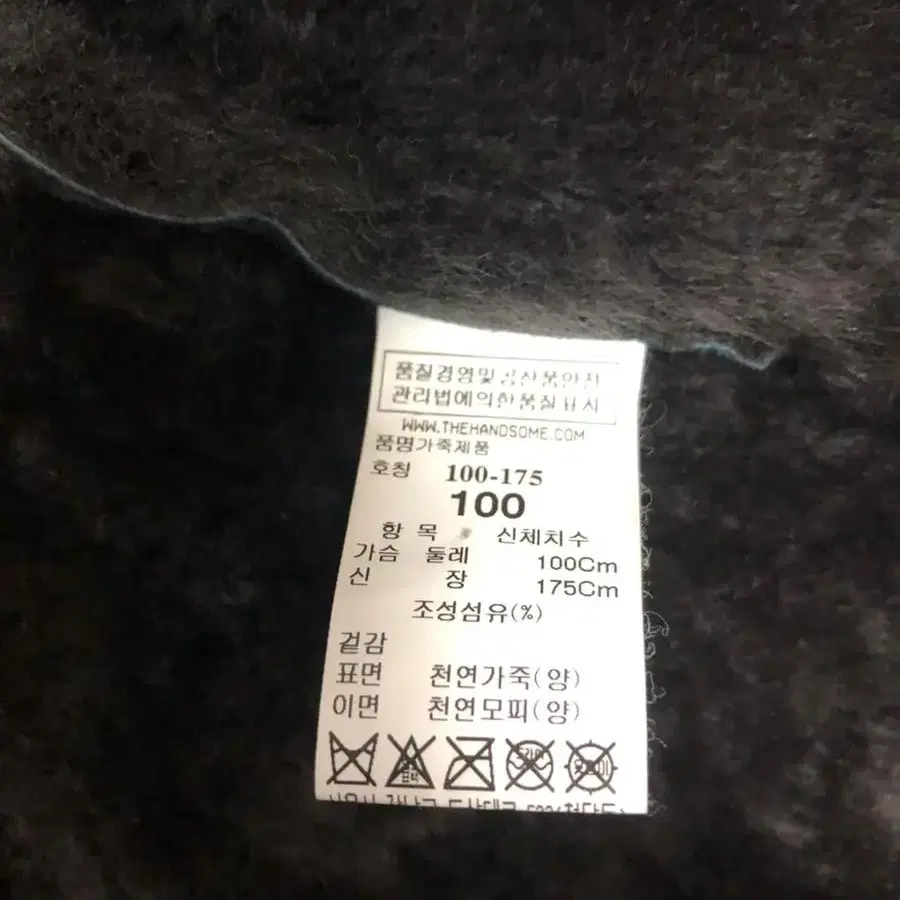 품질경영및공산품안전
관리법에의한품질표시
WWW.THEHANDSOME.COM
품명가죽제품
호칭 100-175
100
항 목 신체치수
가슴 둘레 100Cm
신 장 175Cm
조성섬유(%)
겉감
표면 천연가죽(양)
이면 천연모피(양)